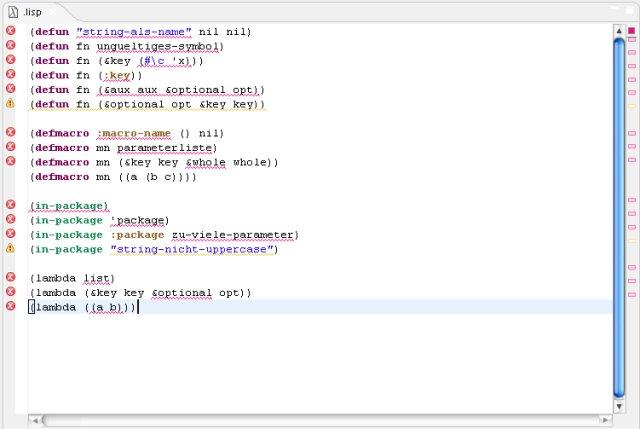 .lisp
(defun "string-als-name" nil nil)
(defun fn ungueltiges-symbol)
(defun fn (&key (#\c 'x)))
(defun fn (:key))
(defun fn (&aux aux &optional opt))
(defun fn (&optional opt &key key))
(defmacro :macro-name () nil)
(defmacro mn parameterliste)
(defmacro mn (&key key &whole whole))
(defmacro mn ((a (b c))))
(in-package)
(in-package 'package)
(in-package :package zu-viele-parameter)
(in-package "string-nicht-uppercase")
(lambda list)
(lambda (&key key &optional opt))
(lambda ((a b)))